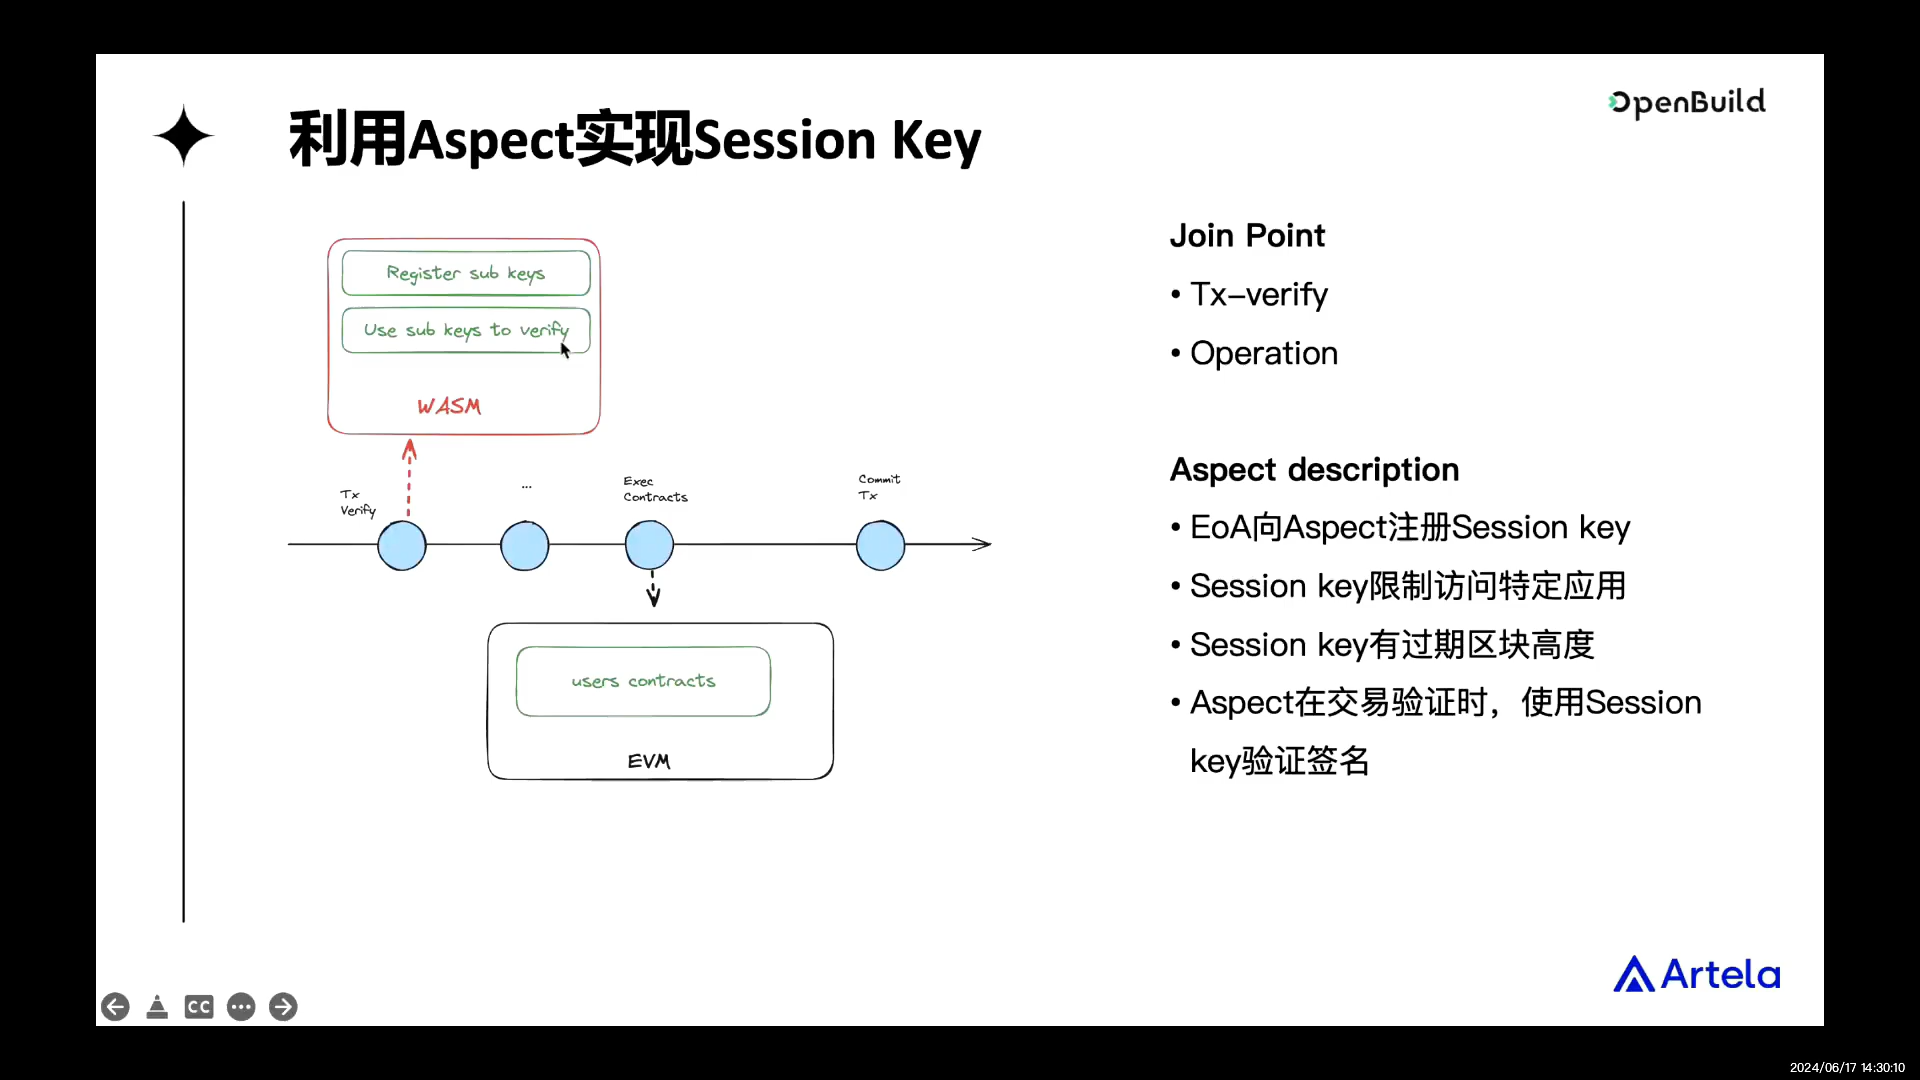 利用Aspect实现Session Key
OpenBuild
Register sub keys
Use sub keys to verify
WASM
Tx
Verify
...
Exec
Contracts
Commit
Tx
users contracts
EVM
Join Point
• Tx–verify
• Operation
Aspect description
• EoA向Aspect注册Session key
• Session key限制访问特定应用
• Session key有过期区块高度
• Aspect在交易验证时，使用Session
key验证签名
Artela
CC
2024/06/17 14:30:10